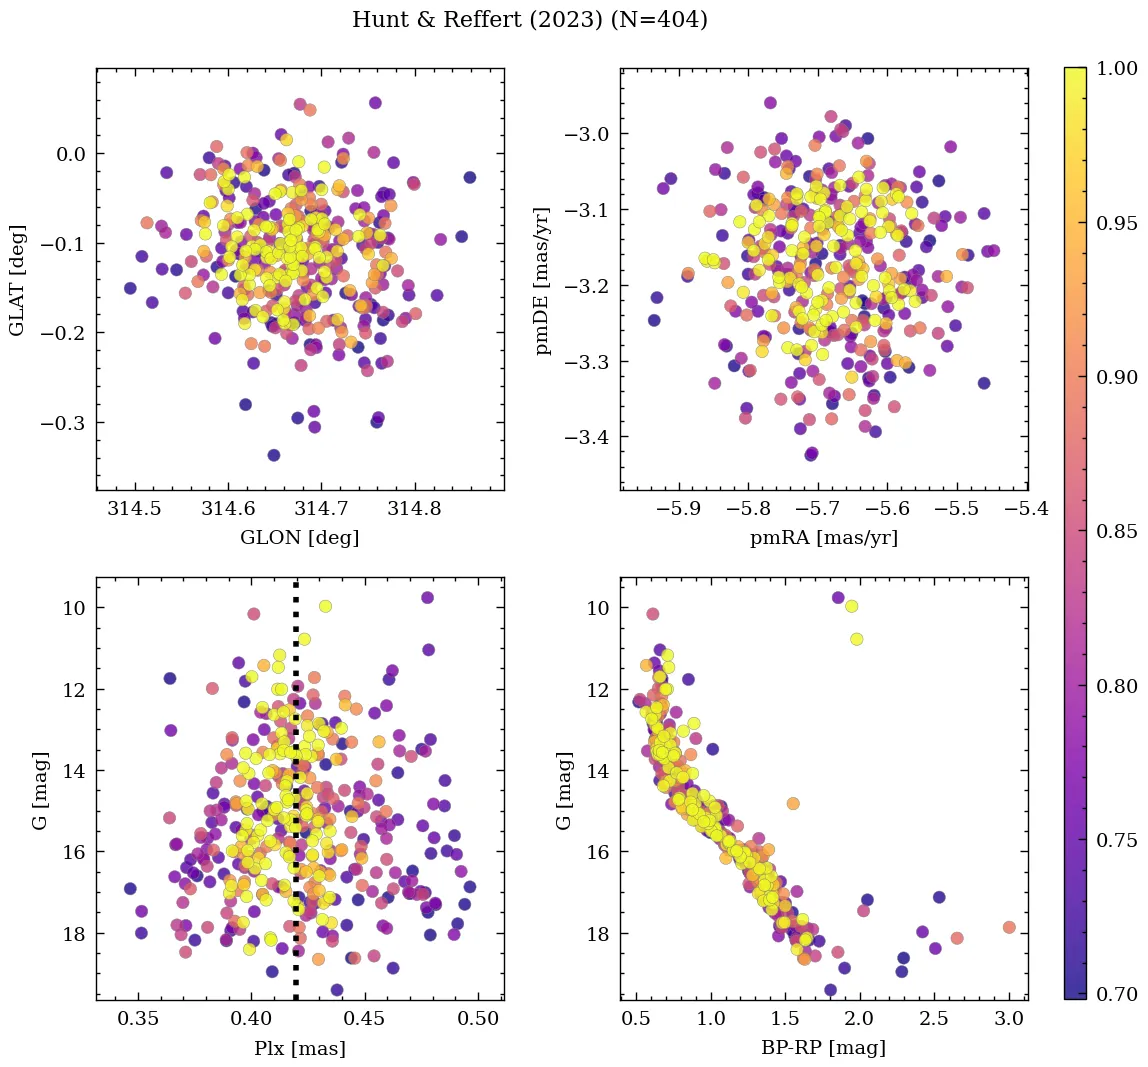 Hunt & Reffert (2023) (N=404)
0.0
−0.1
−0.2
−0.3
GLAT [deg]
314.5 314.6 314.7 314.8
GLON [deg]
−3.0
−3.1
−3.2
−3.3
−3.4
pmDE [mas/yr]
−5.9 −5.8 −5.7 −5.6 −5.5 −5.4
pmRA [mas/yr]
10
12
14
16
18
G [mag]
0.35 0.40 0.45 0.50
Plx [mas]
10
12
14
16
18
G [mag]
0.5 1.0 1.5 2.0 2.5 3.0
BP-RP [mag]
1.00
0.95
0.90
0.85
0.80
0.75
0.70